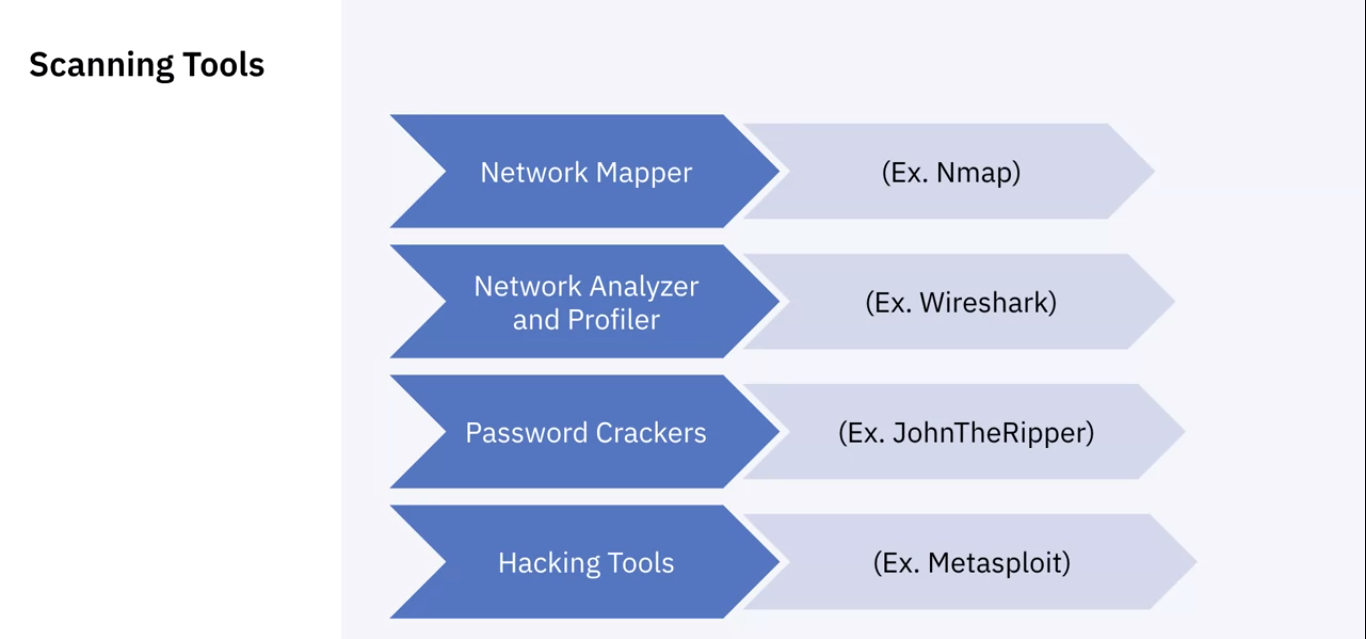 Scanning Tools
Network Mapper
(Ex. Nmap)
Network Analyzer
and Profiler
(Ex. Wireshark)
Password Crackers
(Ex. JohnTheRipper)
Hacking Tools
(Ex. Metasploit)